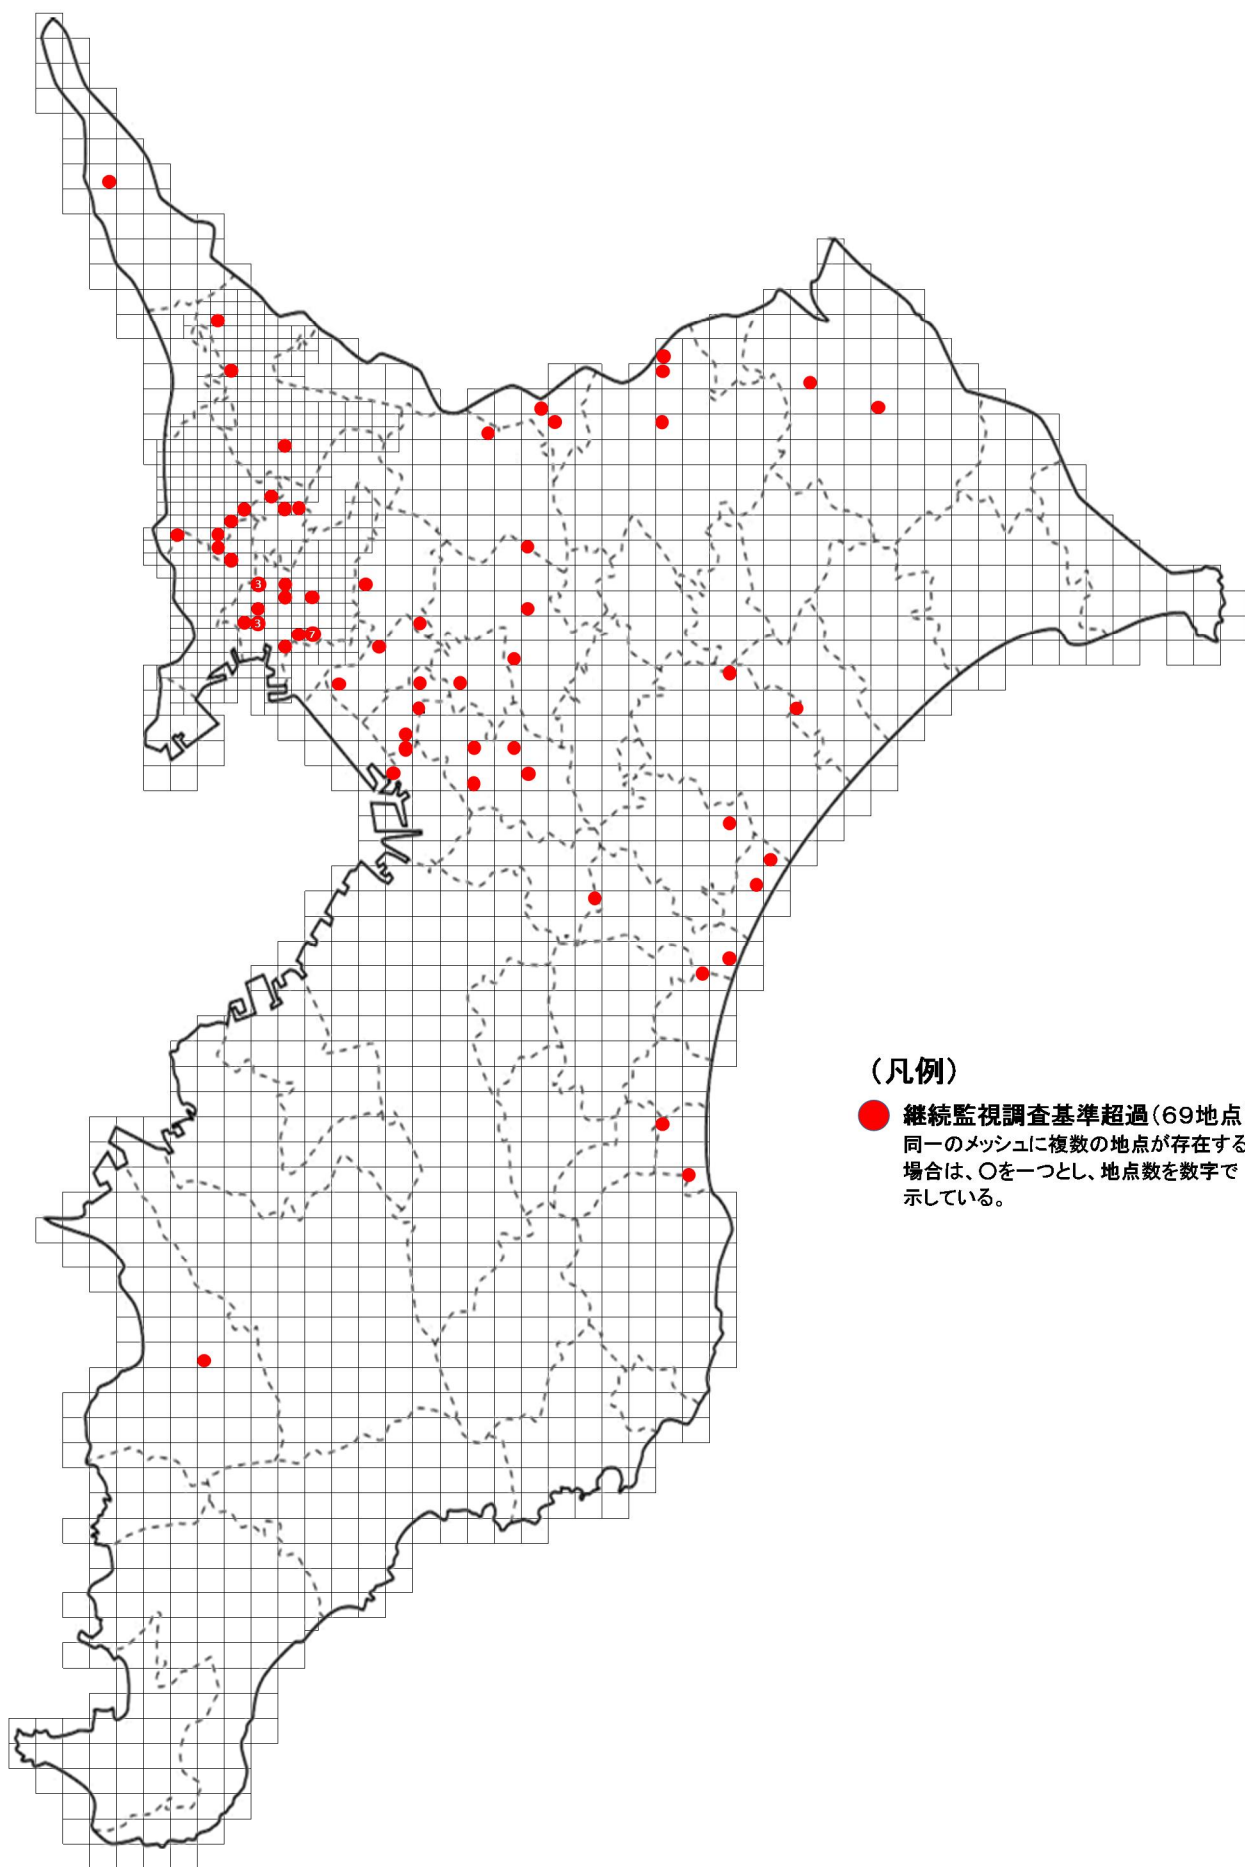 3
3
7
（凡例）
継続監視調査基準超過（69地点
同一のメッシュに複数の地点が存在する
場合は、〇を一つとし、地点数を数字で
示している。